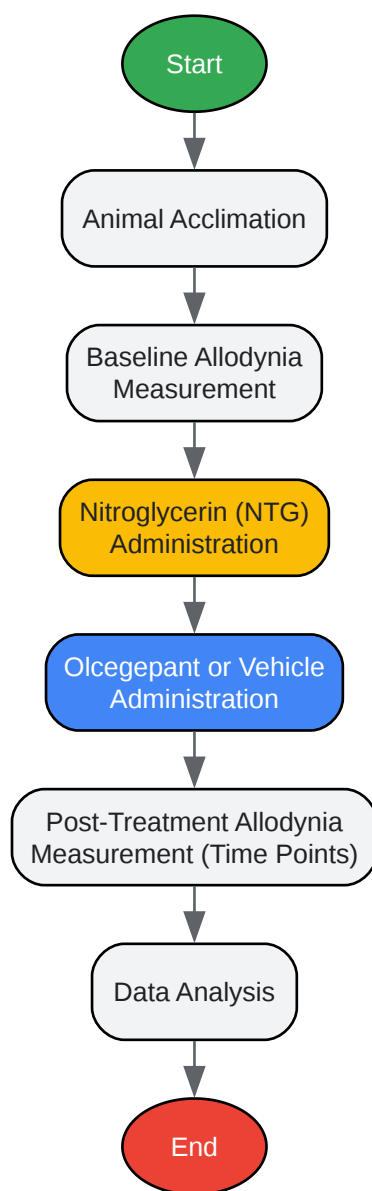 Start
Animal Acclimation
Baseline Allodynia
Measurement
Nitroglycerin (NTG)
Administration
Olcegepant or Vehicle
Administration
Post-Treatment Allodynia
Measurement (Time Points)
Data Analysis
End